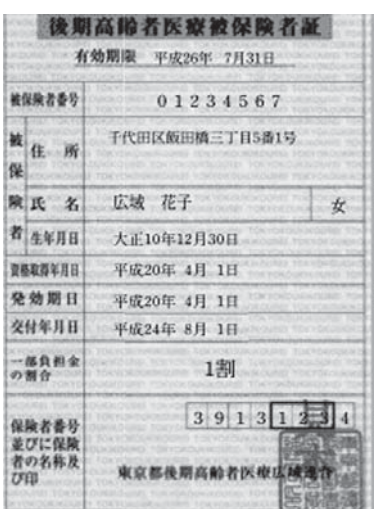 後期高齢者医療被保険者証
有効期限 平成26年 7月31日
被保険者番号 01234567
被保険者
住所 千代田区飯田橋三丁目5番1号
氏名 広域 花子 女
生年月日 大正10年12月30日
資格取得年月日 平成20年 4月 1日
発効期日 平成20年 4月 1日
交付年月日 平成24年 8月 1日
一部負担金
の割合
1割
保険者番号
並びに保険
者の名称及
び印
39131234
東京都後期高齢者医療広域連合